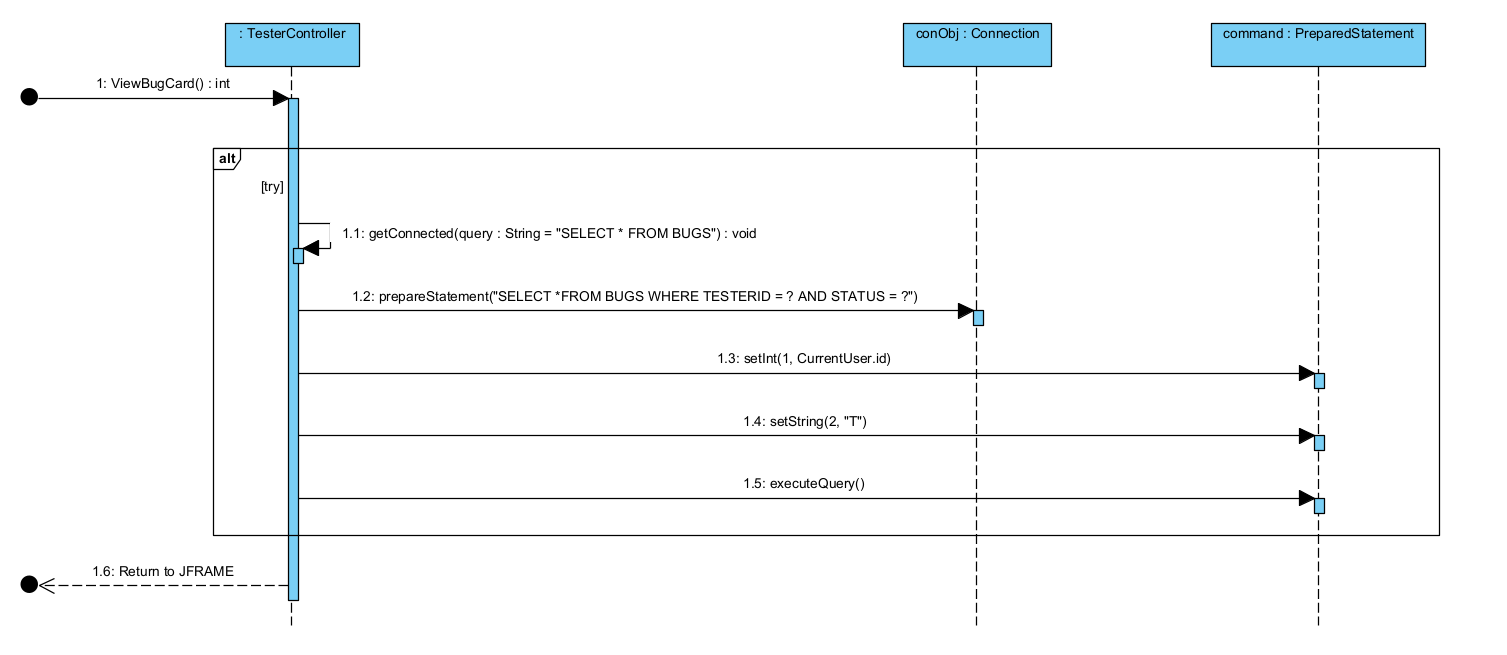 : TesterController
conObj : Connection
command : PreparedStatement
1: ViewBugCard() : int
alt
[try]
1.1: getConnected(query : String = "SELECT * FROM BUGS") : void
1.2: prepareStatement("SELECT *FROM BUGS WHERE TESTERID = ? AND STATUS = ?")
1.3: setInt(1, CurrentUser.id)
1.4: setString(2, "T")
1.5: executeQuery()
1.6: Return to JFRAME